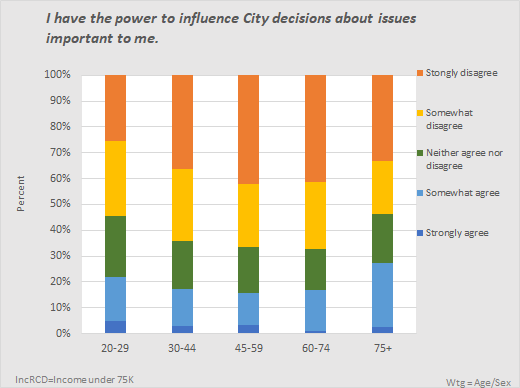 I have the power to influence City decisions about issues
important to me.
100%
90%
80%
70%
60%
50%
40%
30%
20%
10%
0%
Percent
20-29
30-44
45-59
60-74
75+
Stongly disagree
Somewhat
disagree
Neither agree nor
disagree
Somewhat agree
Strongly agree
IncRCD=Income under 75K
Wtg = Age/Sex